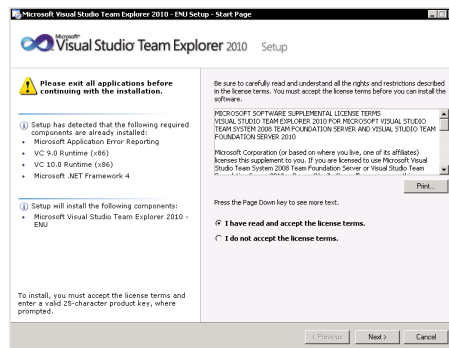 Microsoft Visual Studio Team Explorer 2010 - ENU Setup - Start Page
Microsoft
Visual Studio Team Explorer 2010 Setup
Please exit all applications before
continuing with the installation.
Setup has detected that the following required
components are already installed:
• Microsoft Application Error Reporting
• VC 9.0 Runtime (x86)
• VC 10.0 Runtime (x86)
• Microsoft .NET Framework 4
Setup will install the following components:
• Microsoft Visual Studio Team Explorer 2010 -
ENU
To install, you must accept the license terms and
enter a valid 25-character product key, where
prompted.
Be sure to carefully read and understand all the rights and restrictions described
in the license terms. You must accept the license terms before you can install the
software.
MICROSOFT SOFTWARE SUPPLEMENTAL LICENSE TERMS
VISUAL STUDIO TEAM EXPLORER 2010 FOR MICROSOFT VISUAL STUDIO
TEAM SYSTEM 2008 TEAM FOUNDATION SERVER AND VISUAL STUDIO TEAM
FOUNDATION SERVER 2010
Microsoft Corporation (or based on where you live, one of its affiliates)
licenses this supplement to you. If you are licensed to use Microsoft Visual
Studio Team System 2008 Team Foundation Server or Visual Studio Team
Print...
Press the Page Down key to see more text.
I have read and accept the license terms.
I do not accept the license terms.
< Previous
Next >
Cancel